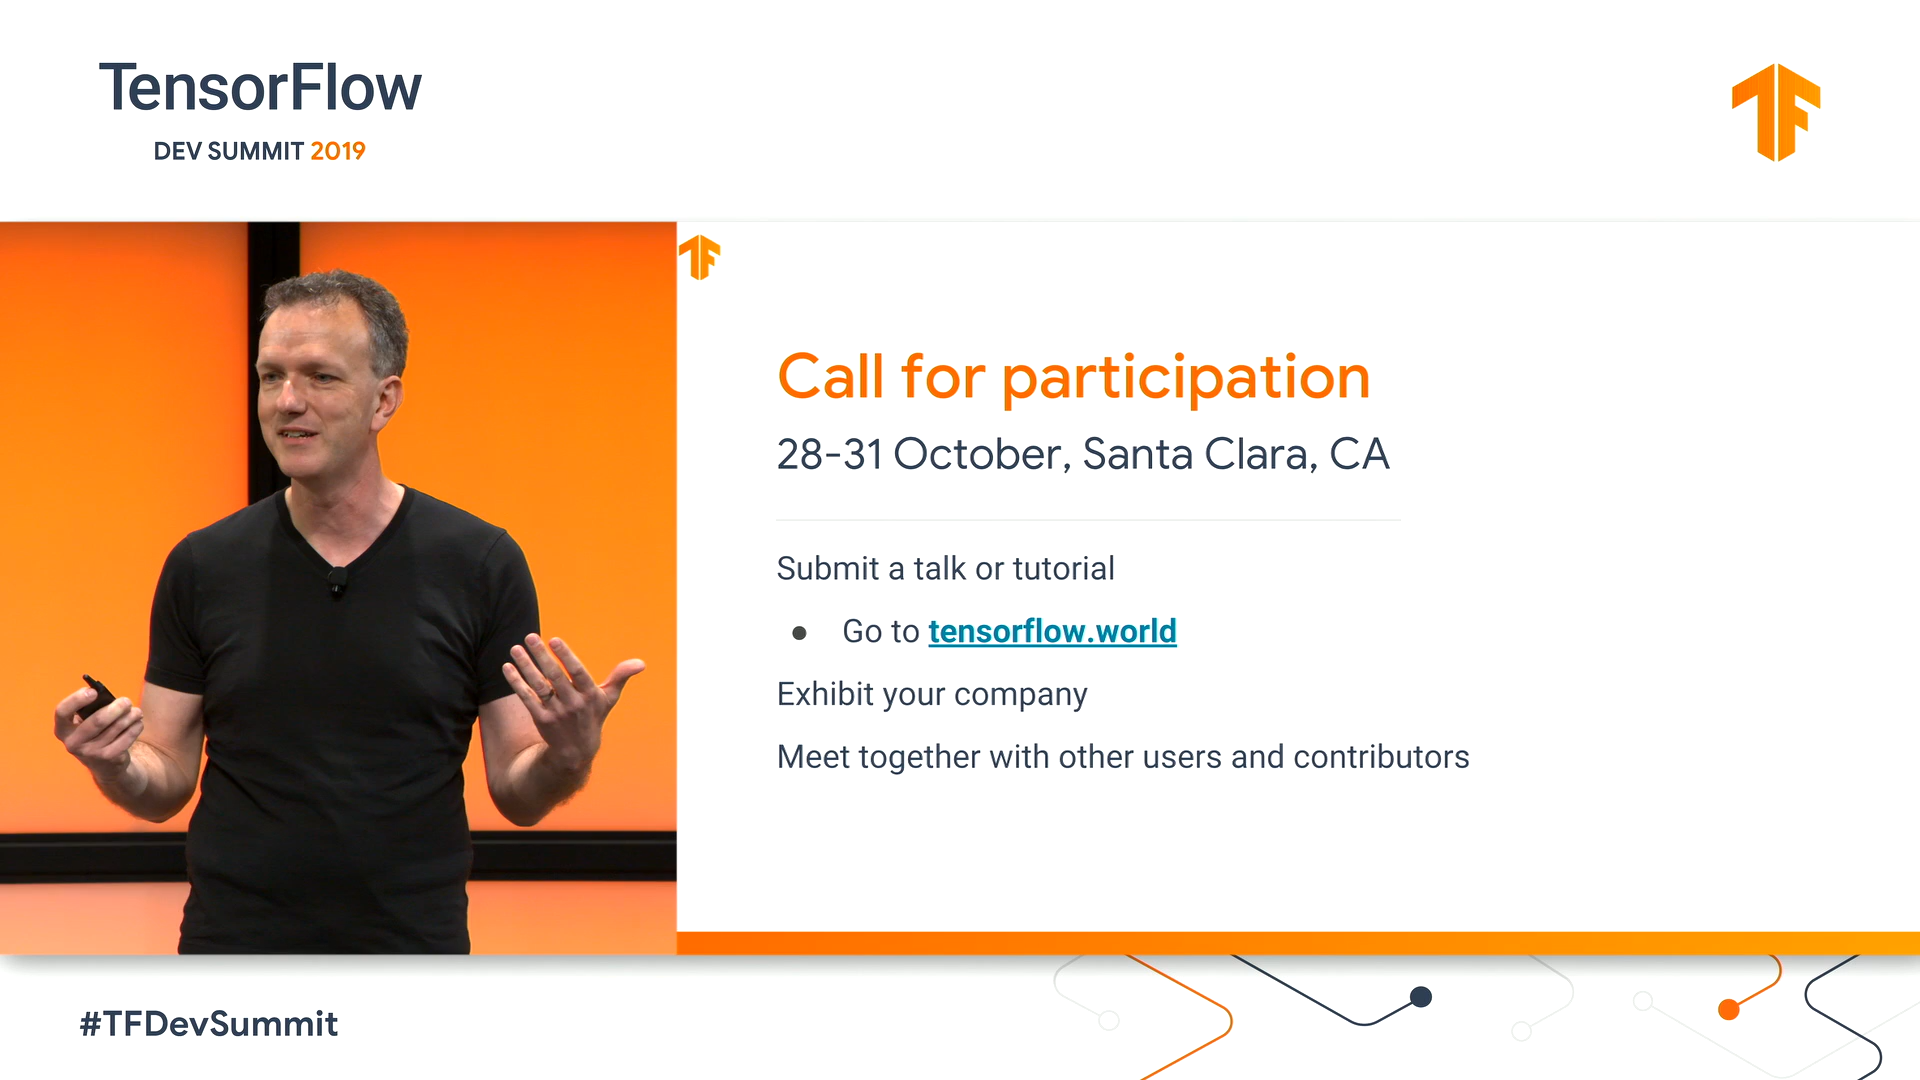 TensorFlow
DEV SUMMIT 2019
Call for participation
28-31 October, Santa Clara, CA
Submit a talk or tutorial
● Go to tensorflow.world
Exhibit your company
Meet together with other users and contributors
#TFDevSummit